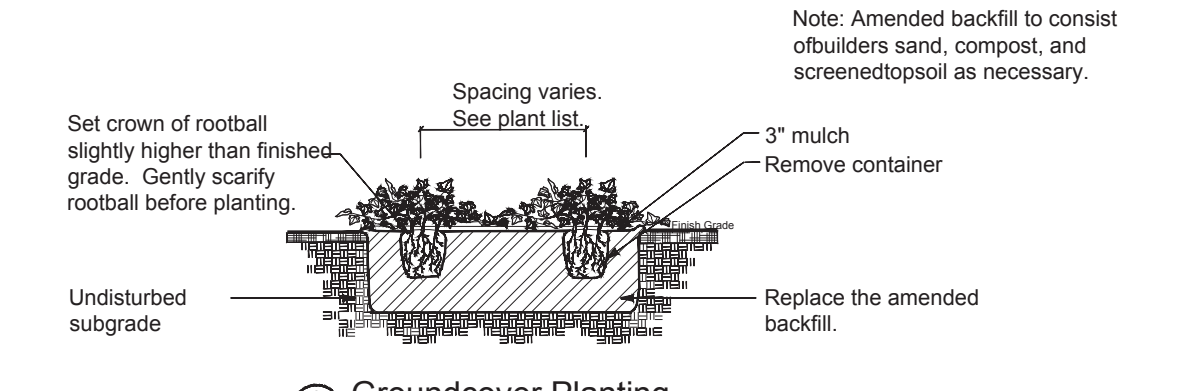 Note: Amended backfill to consist
ofbuilders sand, compost, and
screenedtopsoil as necessary.
Spacing varies.
See plant list.
Set crown of rootball
slightly higher than finished
grade. Gently scarify
rootball before planting.
3" mulch
Remove container
Finish Grade
Undisturbed
subgrade
Replace the amended
backfill.
Groundcover Planting